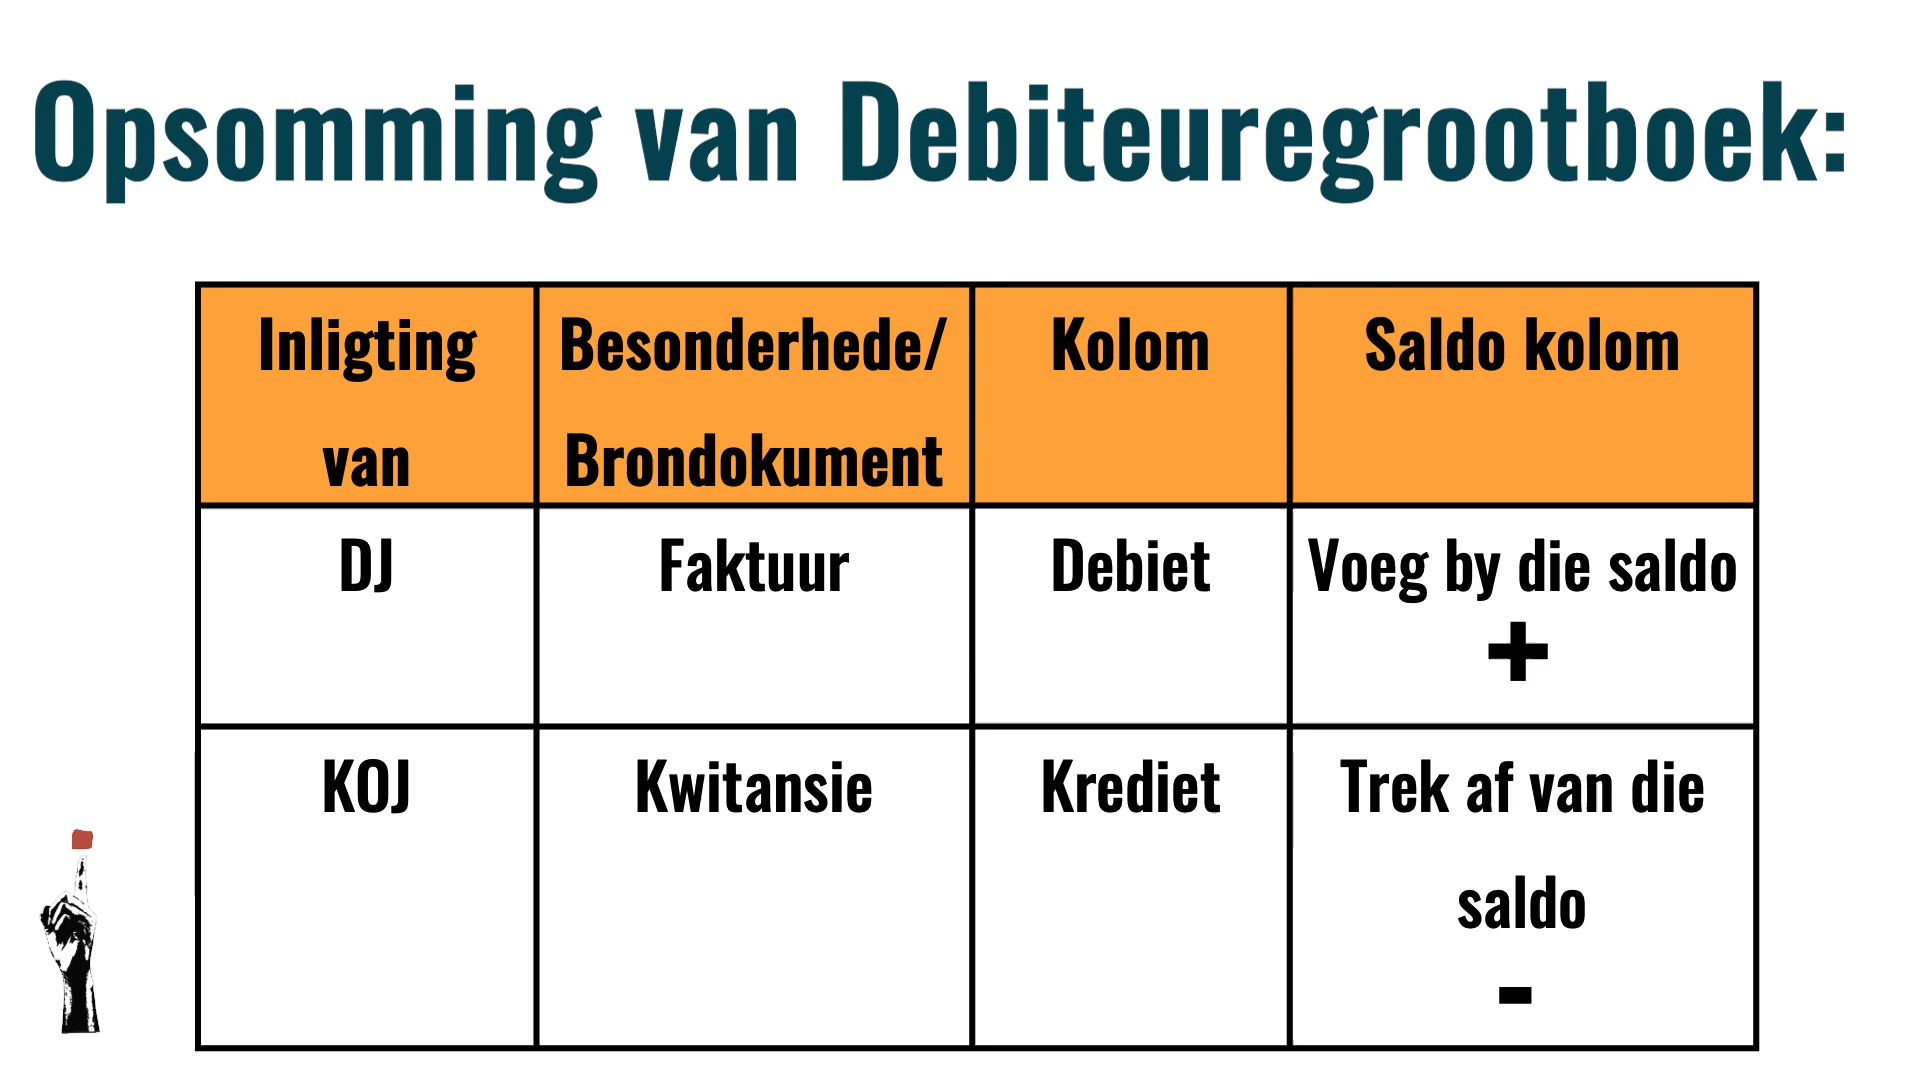 Opsomming van Debiteuregrootboek:
Inligting
van
Besonderhede/
Brondokument
Kolom
Saldo kolom
DJ
Faktuur
Debiet
Voeg by die saldo
+
KOJ
Kwitansie
Krediet
Trek af van die
saldo
-